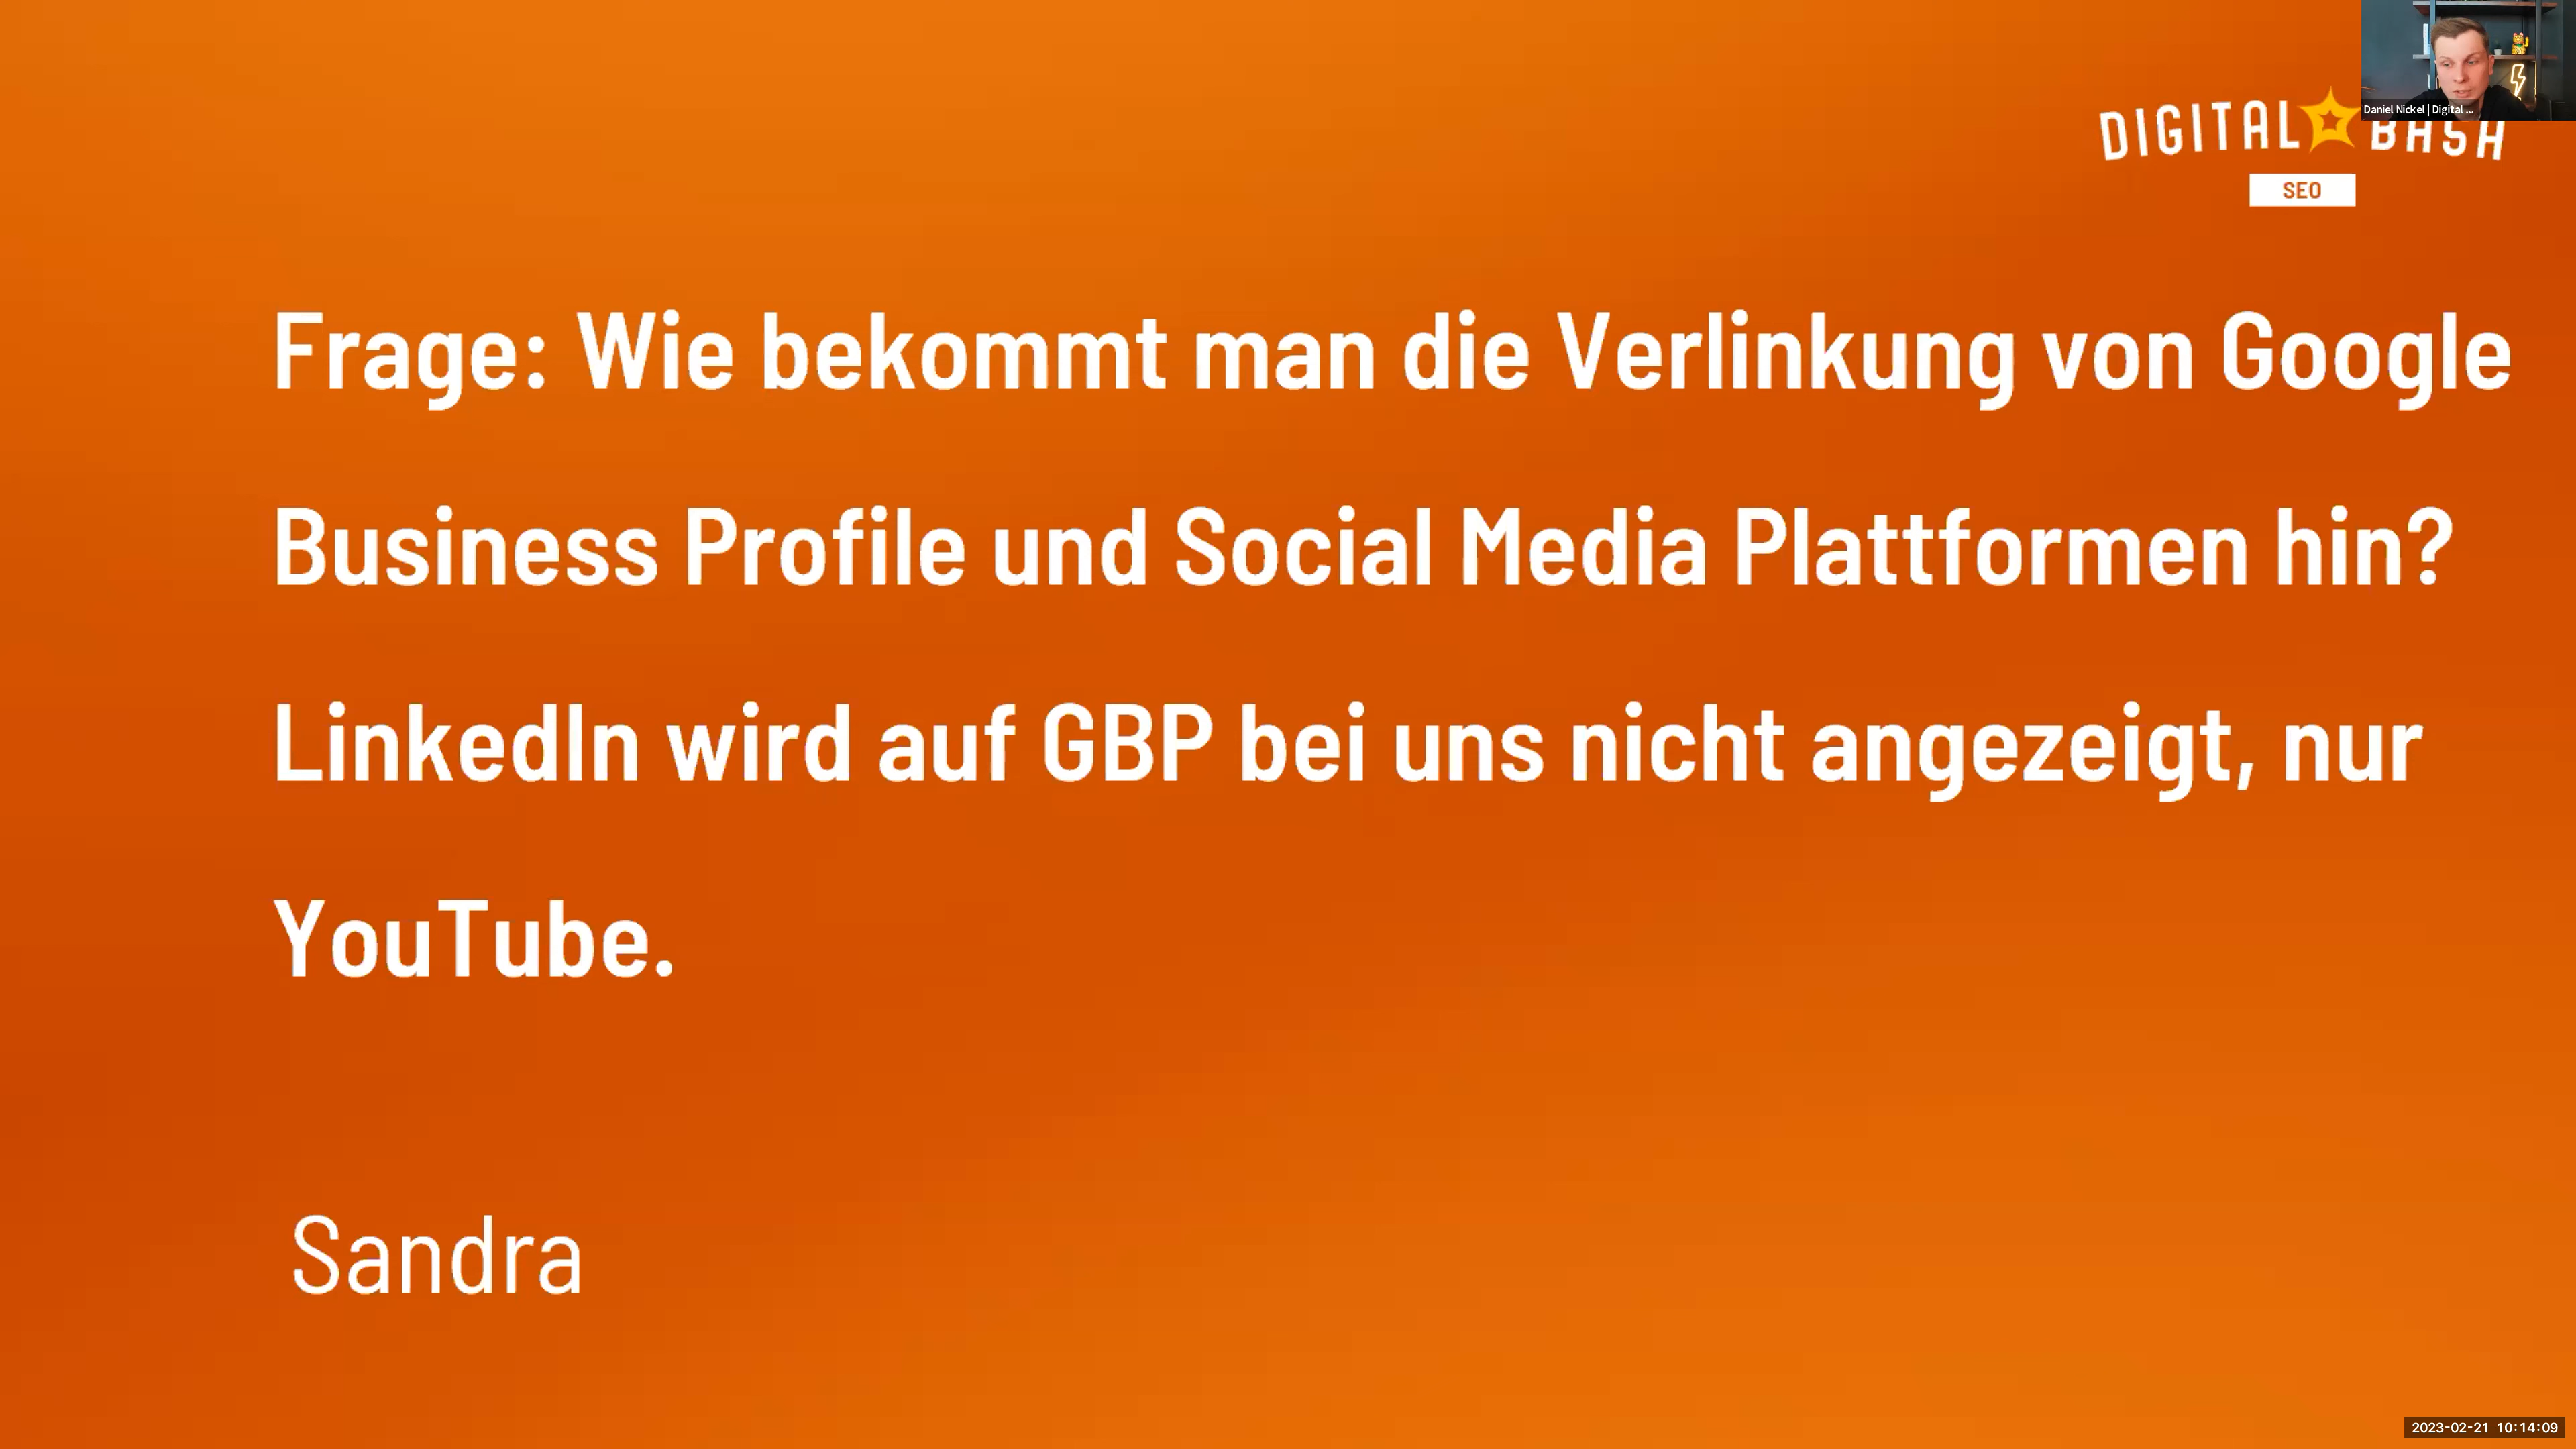 Daniel Nickel | Digital ...
DIGITAL BASH
SEO
Frage: Wie bekommt man die Verlinkung von Google
Business Profile und Social Media Plattformen hin?
LinkedIn wird auf GBP bei uns nicht angezeigt, nur
YouTube.
Sandra
2023-02-21 10:14:09